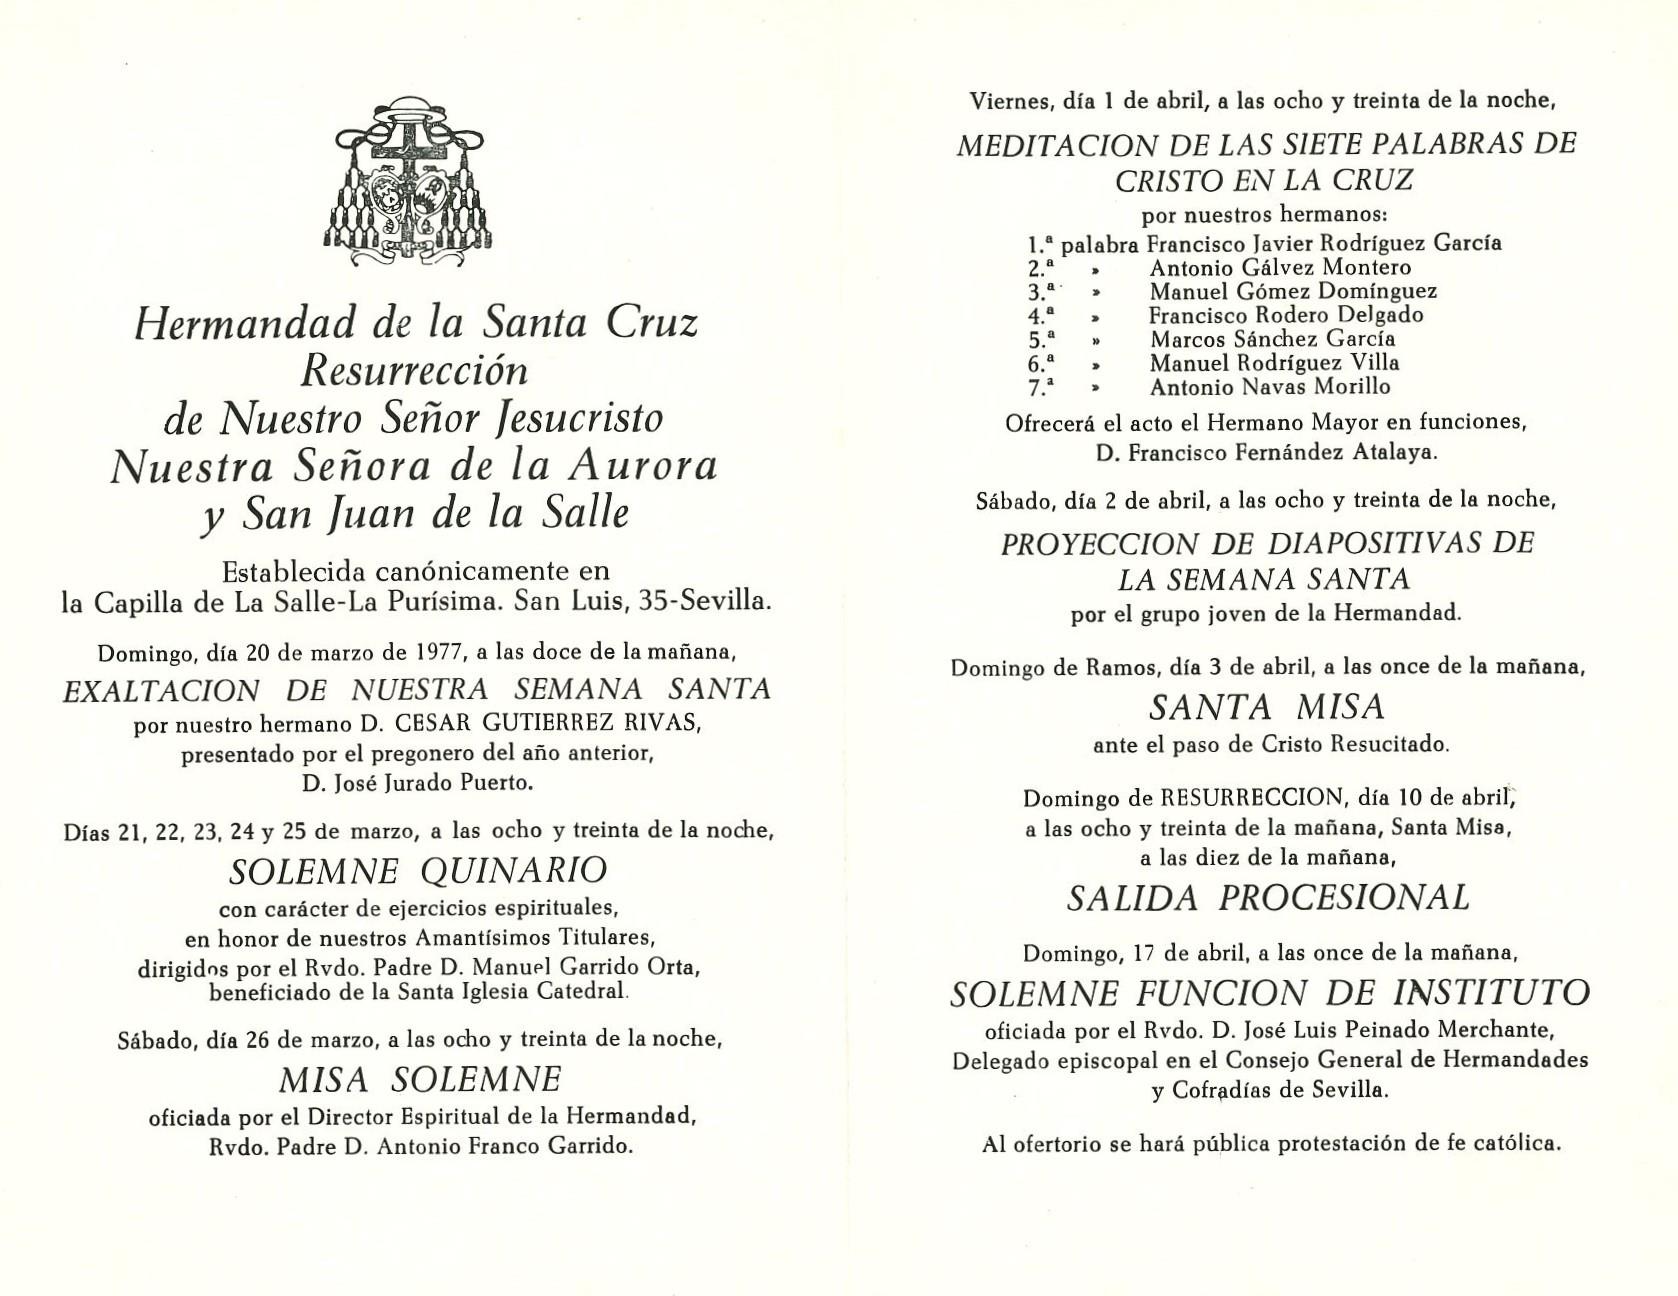 Hermandad de la Santa Cruz
Resurrección
de Nuestro Señor Jesucristo
Nuestra Señora de la Aurora
y San Juan de la Salle
Establecida canónicamente en
la Capilla de La Salle-La Purísima. San Luis, 35-Sevilla.
Domingo, día 20 de marzo de 1977, a las doce de la mañana,
EXALTACION DE NUESTRA SEMANA SANTA
por nuestro hermano D. CESAR GUTIERREZ RIVAS,
presentado por el pregonero del año anterior,
D. José Jurado Puerto.
Días 21, 22, 23, 24 y 25 de marzo, a las ocho y treinta de la noche,
SOLEMNE QUINARIO
con carácter de ejercicios espirituales,
en honor de nuestros Amantísimos Titulares,
dirigidos por el Rvdo. Padre D. Manuel Garrido Orta,
beneficiado de la Santa Iglesia Catedral.
Sábado, día 26 de marzo, a las ocho y treinta de la noche,
MISA SOLEMNE
oficiada por el Director Espiritual de la Hermandad,
Rvdo. Padre D. Antonio Franco Garrido.
Viernes, día 1 de abril, a las ocho y treinta de la noche,
MEDITACION DE LAS SIETE PALABRAS DE
CRISTO EN LA CRUZ
por nuestros hermanos:
1.ª palabra Francisco Javier Rodríguez García
2.ª » Antonio Gálvez Montero
3.ª » Manuel Gómez Domínguez
4.ª » Francisco Rodero Delgado
5.ª » Marcos Sánchez García
6.ª » Manuel Rodríguez Villa
7.ª » Antonio Navas Morillo
Ofrecerá el acto el Hermano Mayor en funciones,
D. Francisco Fernández Atalaya.
Sábado, día 2 de abril, a las ocho y treinta de la noche,
PROYECCION DE DIAPOSITIVAS DE
LA SEMANA SANTA
por el grupo joven de la Hermandad.
Domingo de Ramos, día 3 de abril, a las once de la mañana,
SANTA MISA
ante el paso de Cristo Resucitado.
Domingo de RESURRECCION, día 10 de abril,
a las ocho y treinta de la mañana, Santa Misa,
a las diez de la mañana,
SALIDA PROCESIONAL
Domingo, 17 de abril, a las once de la mañana,
SOLEMNE FUNCION DE INSTITUTO
oficiada por el Rvdo. D. José Luis Peinado Merchante,
Delegado episcopal en el Consejo General de Hermandades
y Cofradías de Sevilla.
Al ofertorio se hará pública protestación de fe católica.